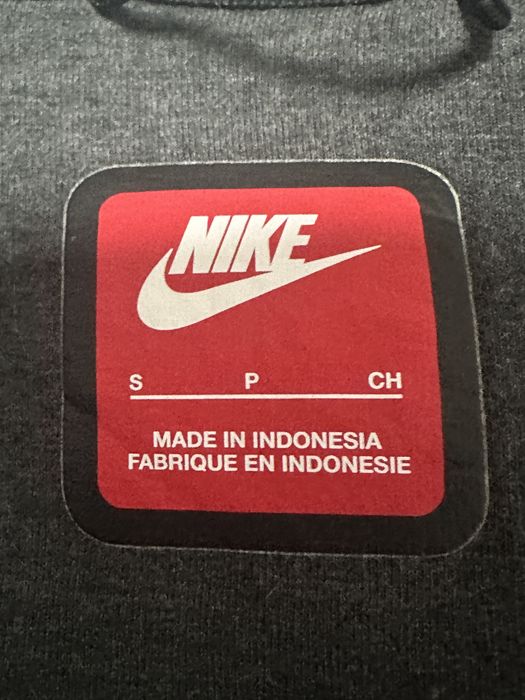 NIKE
S P CH
MADE IN INDONESIA
FABRIQUE EN INDONESIE